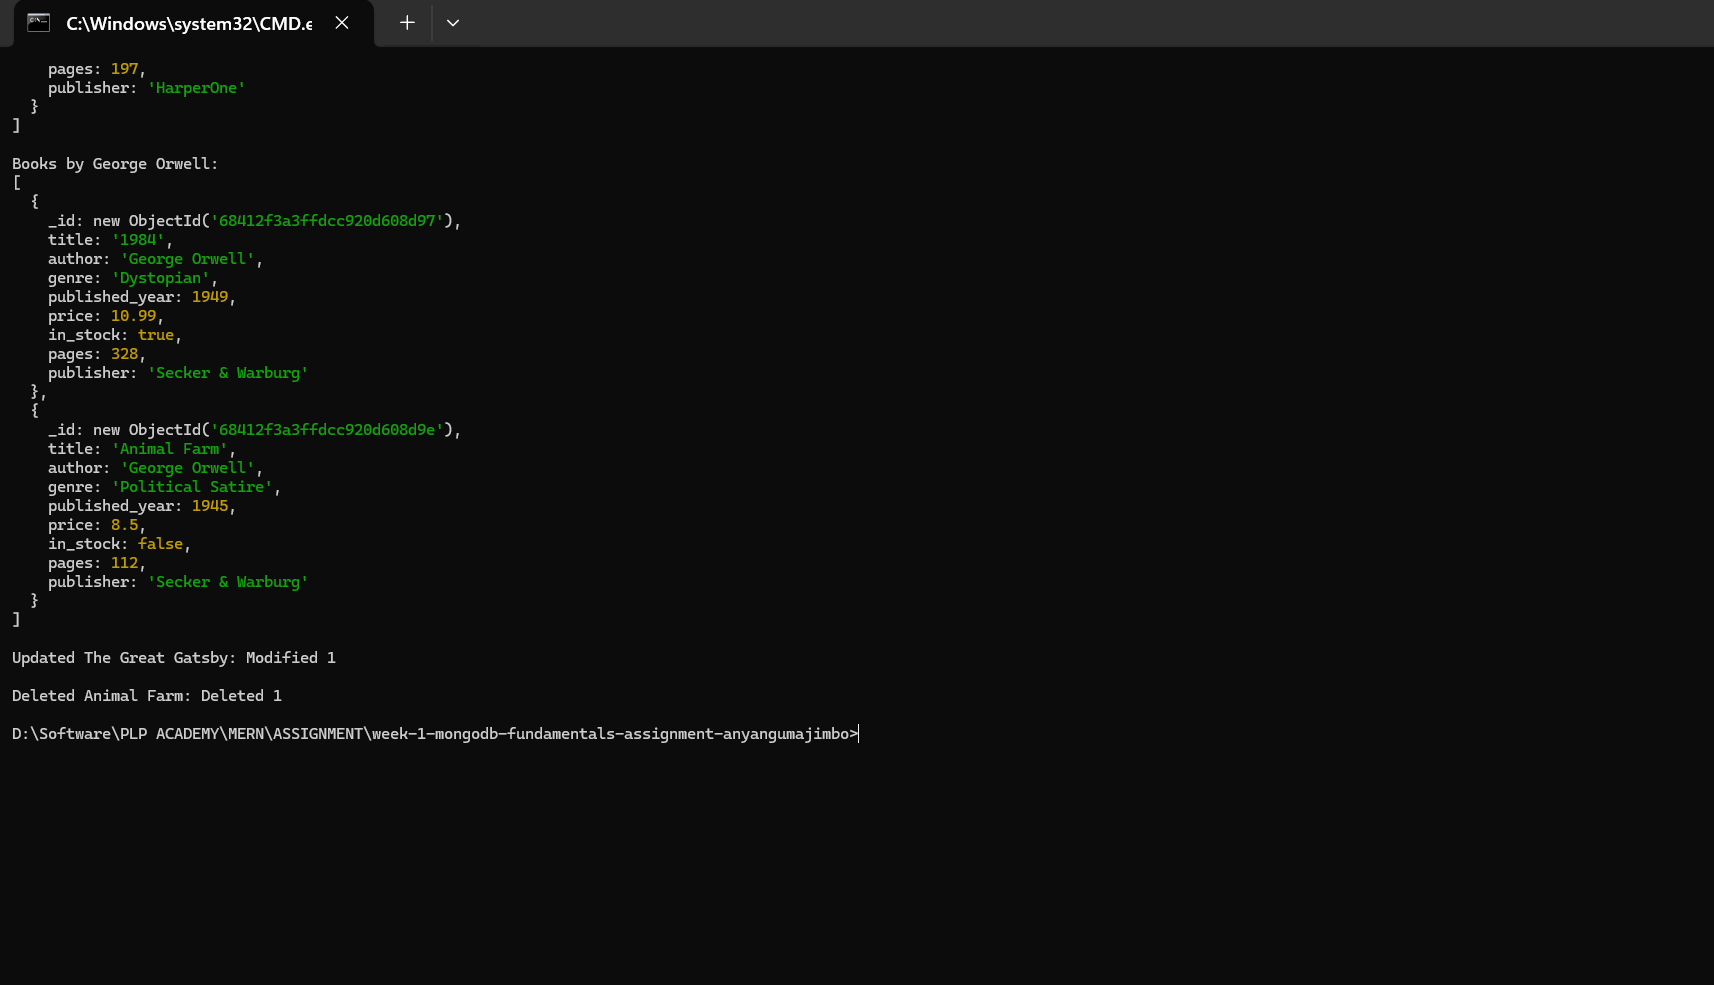 C:\Windows\system32\CMD.e
    pages: 197,
    publisher: 'HarperOne'
  }
]
Books by George Orwell:
[
  {
    _id: new ObjectId('68412f3a3ffdcc920d608d97'),
    title: '1984',
    author: 'George Orwell',
    genre: 'Dystopian',
    published_year: 1949,
    price: 10.99,
    in_stock: true,
    pages: 328,
    publisher: 'Secker & Warburg'
  },
  {
    _id: new ObjectId('68412f3a3ffdcc920d608d9e'),
    title: 'Animal Farm',
    author: 'George Orwell',
    genre: 'Political Satire',
    published_year: 1945,
    price: 8.5,
    in_stock: false,
    pages: 112,
    publisher: 'Secker & Warburg'
  }
]
Updated The Great Gatsby: Modified 1
Deleted Animal Farm: Deleted 1
D:\Software\PLP ACADEMY\MERN\ASSIGNMENT\week-1-mongodb-fundamentals-assignment-anyangumajimbo>